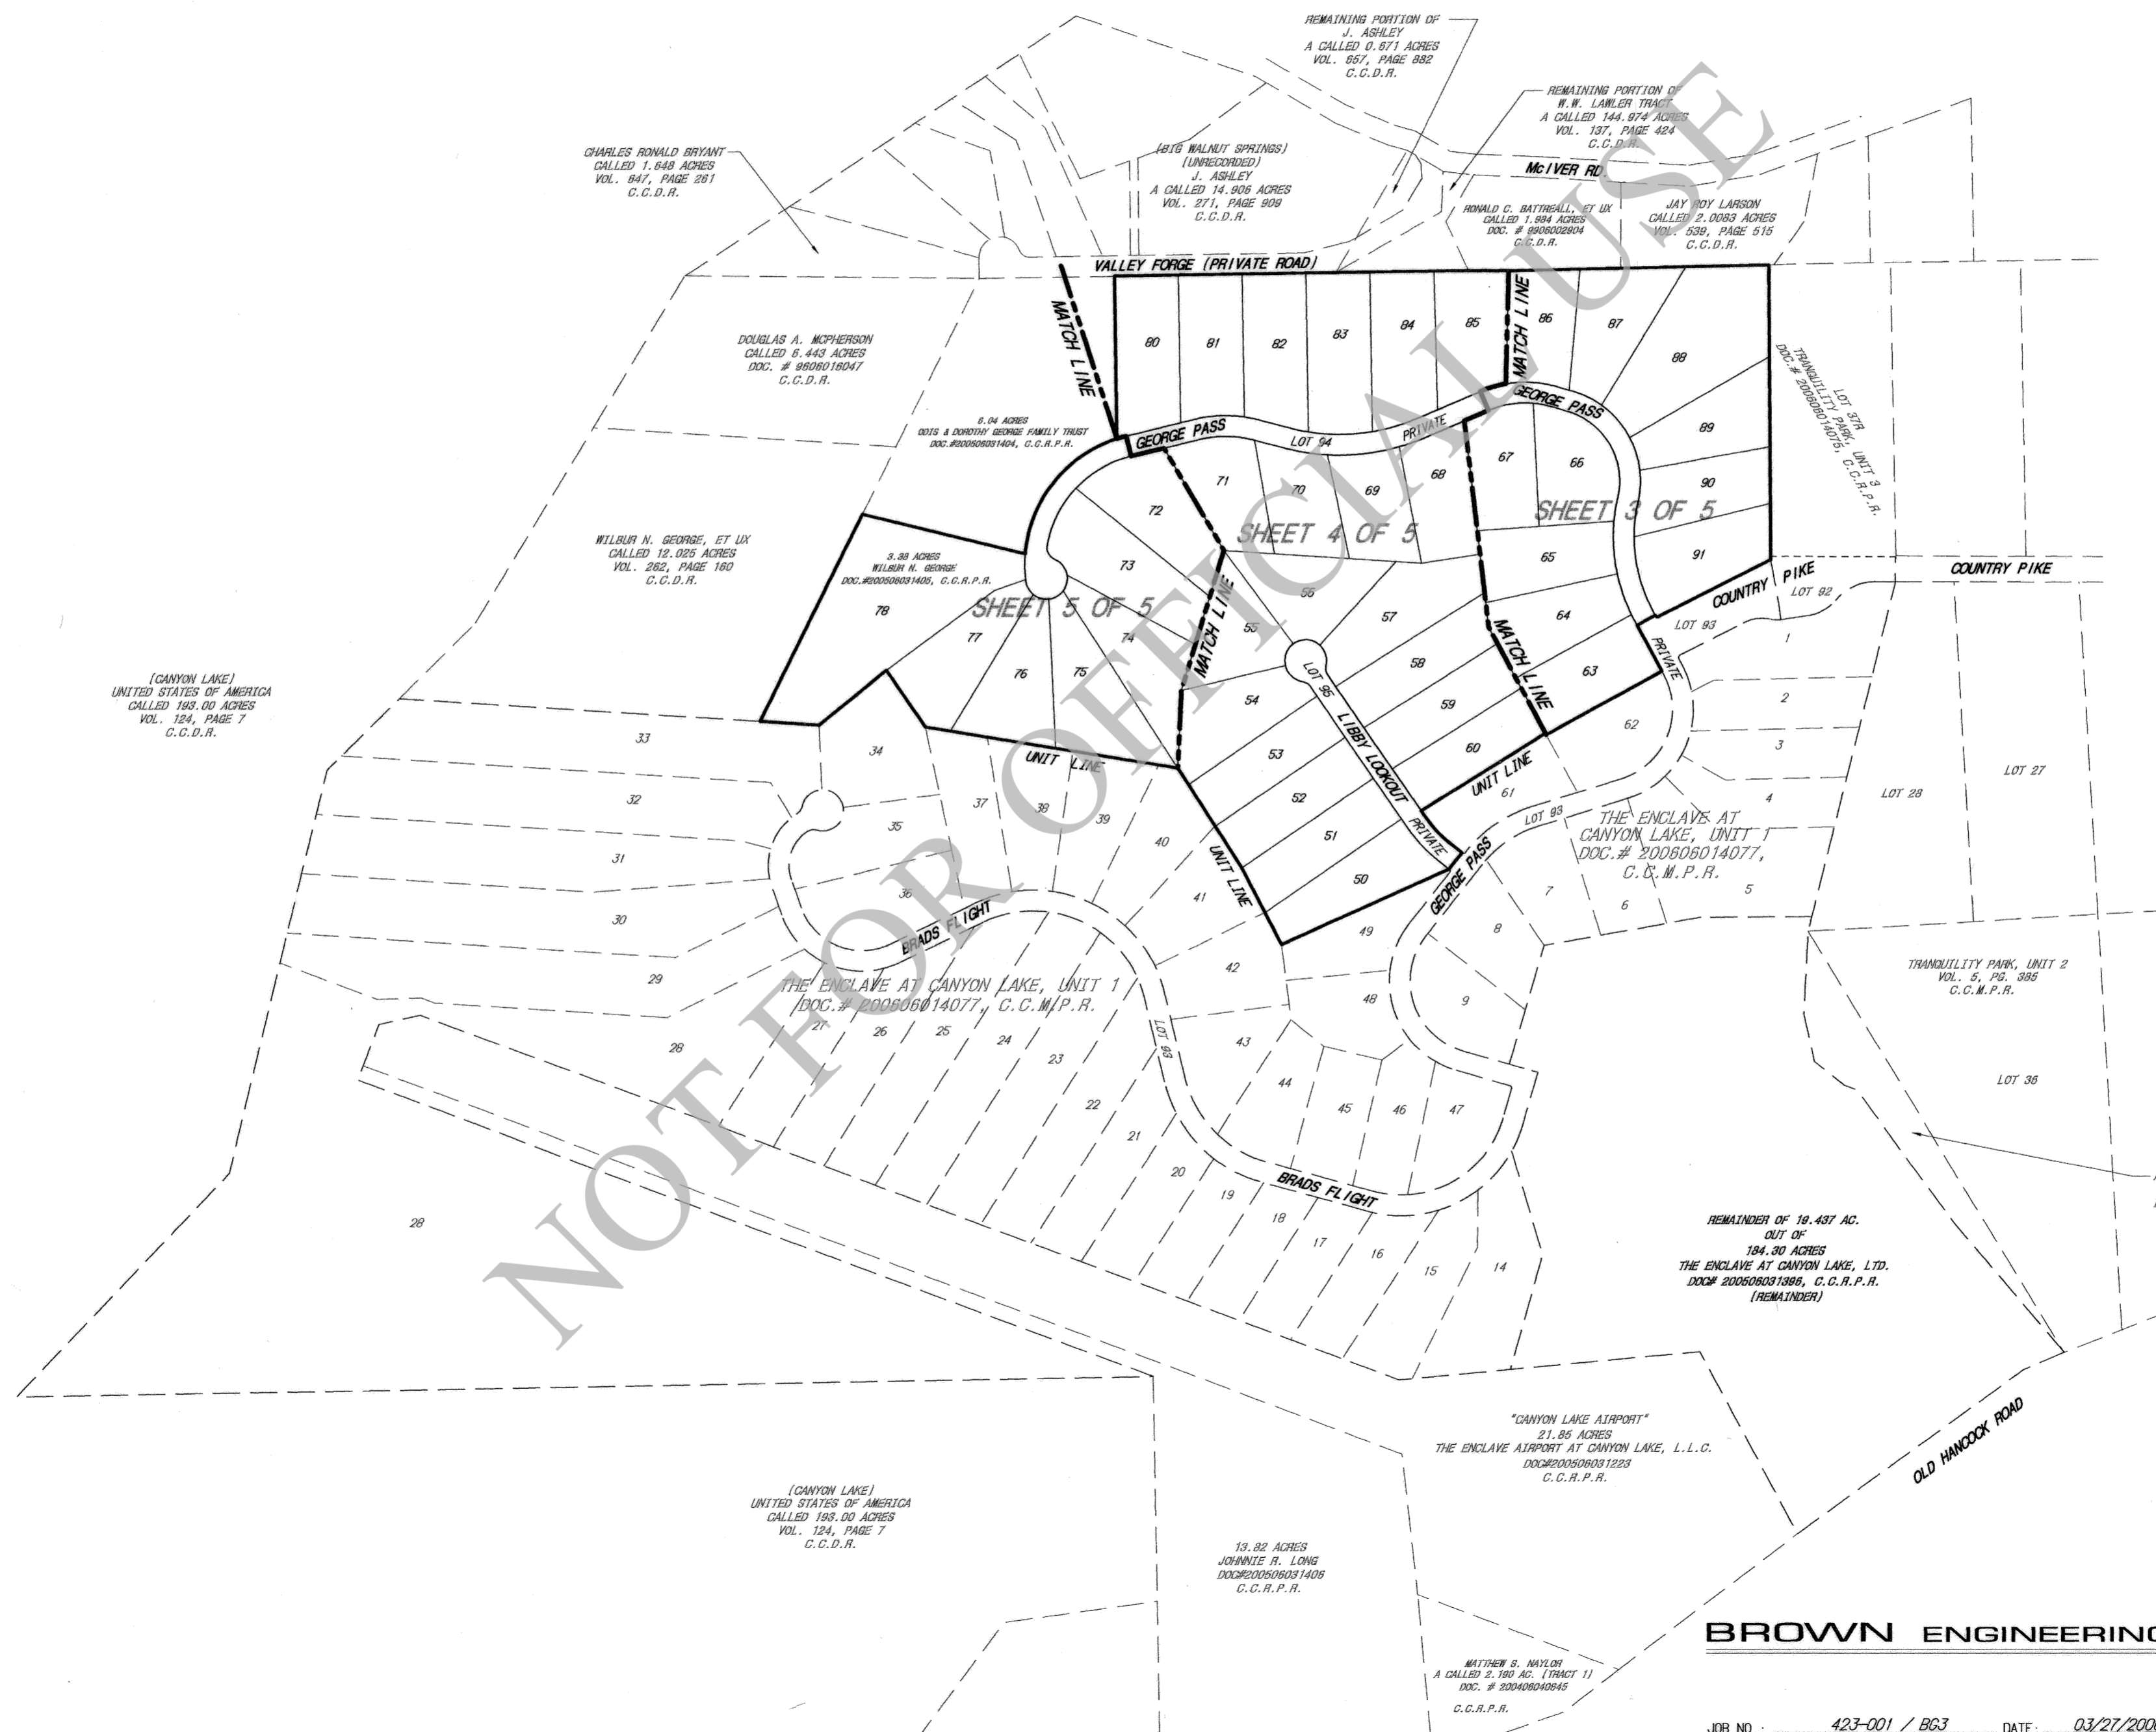 REMAINING PORTION OF
J. ASHLEY
A CALLED 0.671 ACRES
VOL. 657, PAGE 882
C.C.D.R.
REMAINING PORTION OF
W.W. LAWLER TRACT
A CALLED 144.974 ACRES
VOL. 137, PAGE 424
C.C.D.R.
CHARLES RONALD BRYANT
CALLED 1.648 ACRES
VOL. 647, PAGE 261
C.C.D.R.
(BIG WALNUT SPRINGS)
(UNRECORDED)
J. ASHLEY
A CALLED 14.906 ACRES
VOL. 271, PAGE 909
C.C.D.R.
McIVER RD.
RONALD C. BATTREALL, ET UX
CALLED 1.984 ACRES
DOC. # 9906002904
C.C.D.R.
JAY ROY LARSON
CALLED 2.0083 ACRES
VOL. 539, PAGE 515
C.C.D.R.
VALLEY FORGE (PRIVATE ROAD)
MATCH LINE
MATCH LINE
80
81
82
83
84
85
86
87
88
89
90
91
LOT 37R
TRANQUILITY PARK, UNIT 3
DOC.# 200606014075, C.C.R.P.R.
DOUGLAS A. MCPHERSON
CALLED 6.443 ACRES
DOC. # 9606016047
C.C.D.R.
6.04 ACRES
ODIS & DOROTHY GEORGE FAMILY TRUST
DOC.#200506031404, C.C.R.P.R.
GEORGE PASS
LOT 94
PRIVATE
GEORGE PASS
72
71
70
69
68
67
66
SHEET 4 OF 5
SHEET 3 OF 5
WILBUR N. GEORGE, ET UX
CALLED 12.025 ACRES
VOL. 262, PAGE 160
C.C.D.R.
3.38 ACRES
WILBUR N. GEORGE
DOC.#200506031405, C.C.R.P.R.
78
SHEET 5 OF 5
77
76
75
74
73
MATCH LINE
56
55
57
65
64
COUNTRY PIKE
COUNTRY PIKE
LOT 92
LOT 93
PRIVATE
1
2
3
4
5
6
7
8
9
MATCH LINE
58
59
60
63
62
61
54
53
52
51
50
LOT 95
LIBBY LOOKOUT
PRIVATE
UNIT LINE
UNIT LINE
UNIT LINE
LOT 93
GEORGE PASS
(CANYON LAKE)
UNITED STATES OF AMERICA
CALLED 193.00 ACRES
VOL. 124, PAGE 7
C.C.D.R.
33
34
32
35
31
36
30
29
28
37
38
39
40
41
42
49
48
43
44
45
46
47
LOT 27
LOT 28
THE ENCLAVE AT
CANYON LAKE, UNIT 1
DOC.# 200606014077,
C.C.M.P.R.
BRADS FLIGHT
THE ENCLAVE AT CANYON LAKE, UNIT 1
DOC.# 200606014077, C.C.M.P.R.
LOT 93
TRANQUILITY PARK, UNIT 2
VOL. 5, PG. 385
C.C.M.P.R.
LOT 36
27
26
25
24
23
22
21
20
19
18
17
16
15
14
BRADS FLIGHT
28
REMAINDER OF 19.437 AC.
OUT OF
184.30 ACRES
THE ENCLAVE AT CANYON LAKE, LTD.
DOC# 200506031396, C.C.R.P.R.
(REMAINDER)
"CANYON LAKE AIRPORT"
21.85 ACRES
THE ENCLAVE AIRPORT AT CANYON LAKE, L.L.C.
DOC#200506031223
C.C.R.P.R.
OLD HANCOCK ROAD
(CANYON LAKE)
UNITED STATES OF AMERICA
CALLED 193.00 ACRES
VOL. 124, PAGE 7
C.C.D.R.
13.82 ACRES
JOHNNIE R. LONG
DOC#200506031406
C.C.R.P.R.
MATTHEW S. NAYLOR
A CALLED 2.190 AC. (TRACT 1)
DOC. # 200406040645
C.C.R.P.R.
BROWN ENGINEERING
JOB NO.: 423-001 / BG3 DATE: 03/27/200
NOT FOR OFFICIAL USE